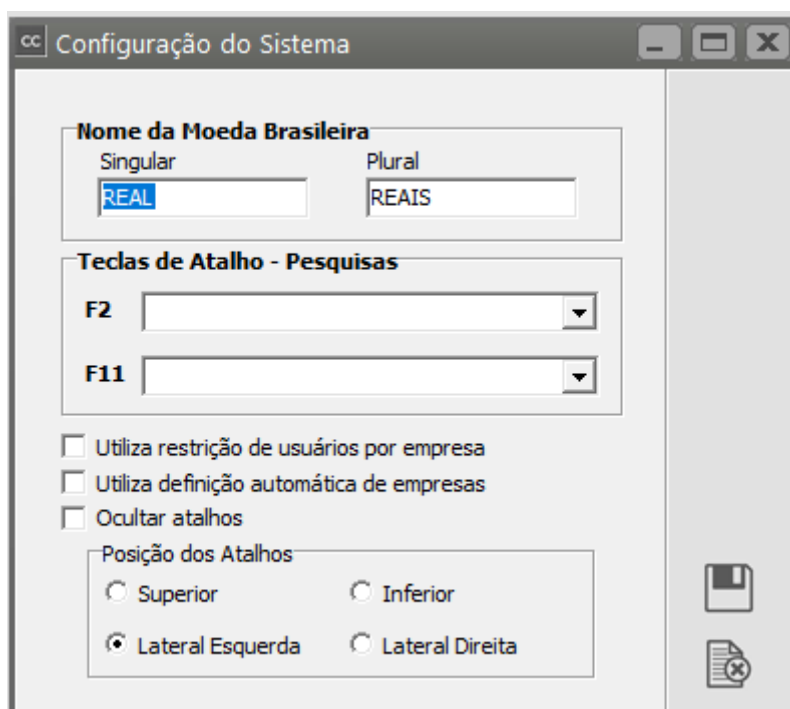 cc Configuração do Sistema
Nome da Moeda Brasileira
Singular Plural
REAL REAIS
Teclas de Atalho - Pesquisas
F2
F11
Utiliza restrição de usuários por empresa
Utiliza definição automática de empresas
Ocultar atalhos
Posição dos Atalhos
Superior Inferior
Lateral Esquerda Lateral Direita